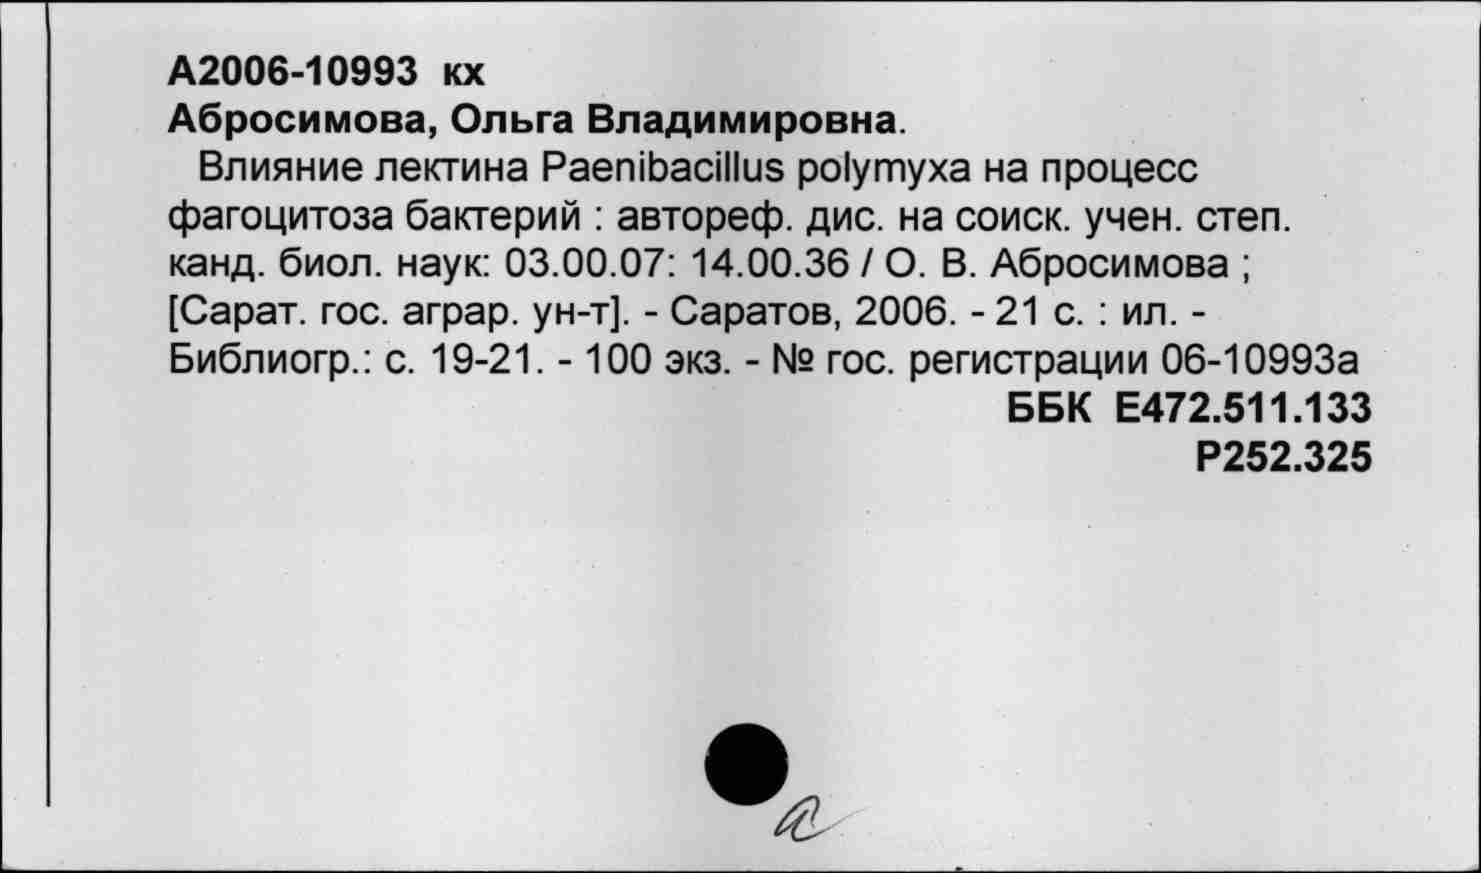 А2006-10993 кх
Абросимова, Ольга Владимировна.
Влияние лектина Paenibacillus polymyxa на процесс
фагоцитоза бактерий : автореф. дис. на соиск. учен. степ.
канд. биол. наук: 03.00.07: 14.00.36 / О. В. Абросимова ;
[Сарат. гос. аграр. ун-т]. - Саратов, 2006. - 21 с. : ил. -
Библиогр.: с. 19-21. - 100 экз. - № гос. регистрации 06-10993а
ББК Е472.511.133
Р252.325
а